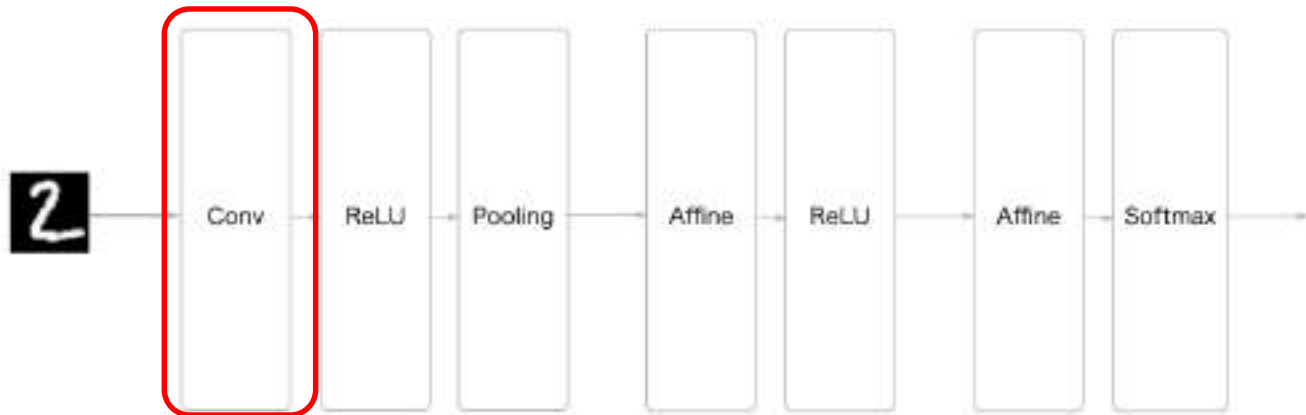 2
Conv
ReLU
Pooling
Affine
ReLU
Affine
Softmax